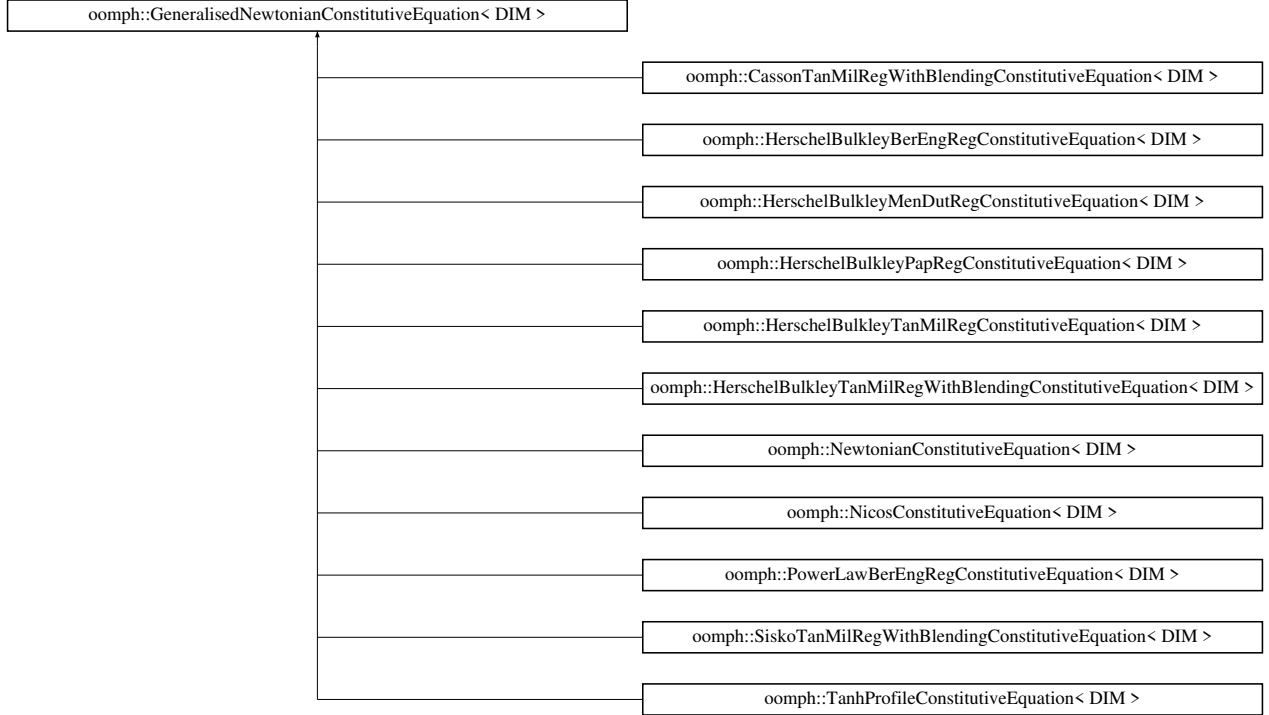 oomph::GeneralisedNewtonianConstitutiveEquation< DIM >
oomph::CassonTanMilRegWithBlendingConstitutiveEquation< DIM >
oomph::HerschelBulkleyBerEngRegConstitutiveEquation< DIM >
oomph::HerschelBulkleyMenDutRegConstitutiveEquation< DIM >
oomph::HerschelBulkleyPapRegConstitutiveEquation< DIM >
oomph::HerschelBulkleyTanMilRegConstitutiveEquation< DIM >
oomph::HerschelBulkleyTanMilRegWithBlendingConstitutiveEquation< DIM >
oomph::NewtonianConstitutiveEquation< DIM >
oomph::NicosConstitutiveEquation< DIM >
oomph::PowerLawBerEngRegConstitutiveEquation< DIM >
oomph::SiskoTanMilRegWithBlendingConstitutiveEquation< DIM >
oomph::TanhProfileConstitutiveEquation< DIM >